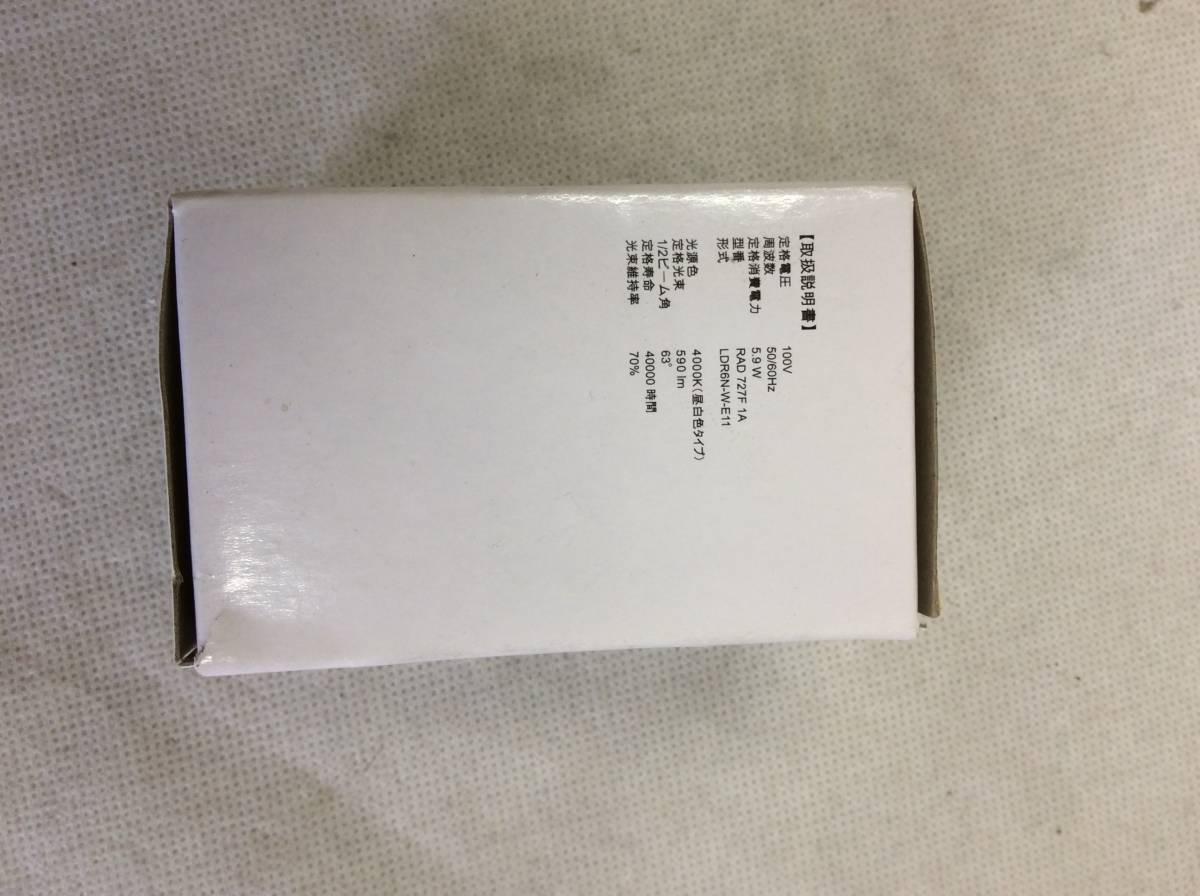 【取扱説明書】
定格電圧 100V
周波数 50/60Hz
定格消費電力 5.9 W
型番 RAD 727F 1A
形式 LDR6N-W-E11
光源色 4000K（昼白色タイプ）
定格光束 590 lm
1/2ビーム角 63°
定格寿命 40000 時間
光束維持率 70%